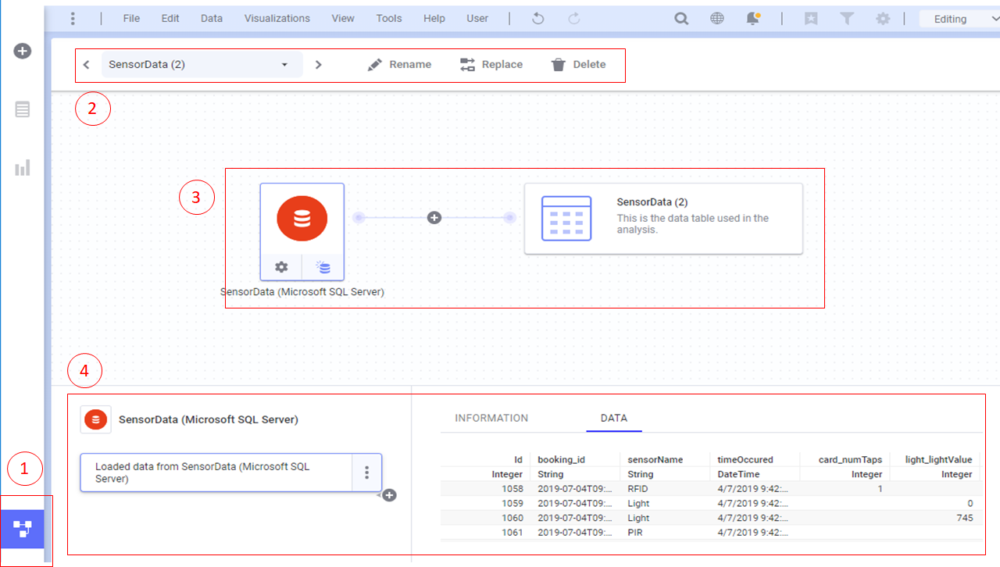 File Edit Data Visualizations View Tools Help User Editing
SensorData (2) Rename Replace Delete
2
3
SensorData (2)
This is the data table used in the
analysis.
SensorData (Microsoft SQL Server)
4
SensorData (Microsoft SQL Server)
INFORMATION DATA
Loaded data from SensorData (Microsoft SQL
Server)
Id booking_id sensorName timeOccured card_numTaps light_lightValue
Integer String String DateTime Integer Integer
1058 2019-07-04T09:... RFID 4/7/2019 9:42:... 1
1059 2019-07-04T09:... Light 4/7/2019 9:42:... 0
1060 2019-07-04T09:... Light 4/7/2019 9:42:... 745
1061 2019-07-04T09:... PIR 4/7/2019 9:42:...
1